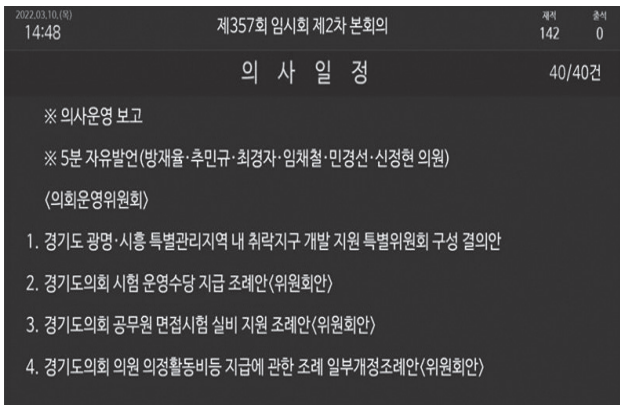 2022.03.10.(목)
14:48
제357회 임시회 제2차 본회의
재적 출석
142 0
의 사 일 정
40/40건
※ 의사운영 보고
※ 5분 자유발언(방재율·추민규·최경자·임채철·민경선·신정현 의원)
〈의회운영위원회〉
1. 경기도 광명·시흥 특별관리지역 내 취락지구 개발 지원 특별위원회 구성 결의안
2. 경기도의회 시험 운영수당 지급 조례안〈위원회안〉
3. 경기도의회 공무원 면접시험 실비 지원 조례안〈위원회안〉
4. 경기도의회 의원 의정활동비등 지급에 관한 조례 일부개정조례안〈위원회안〉